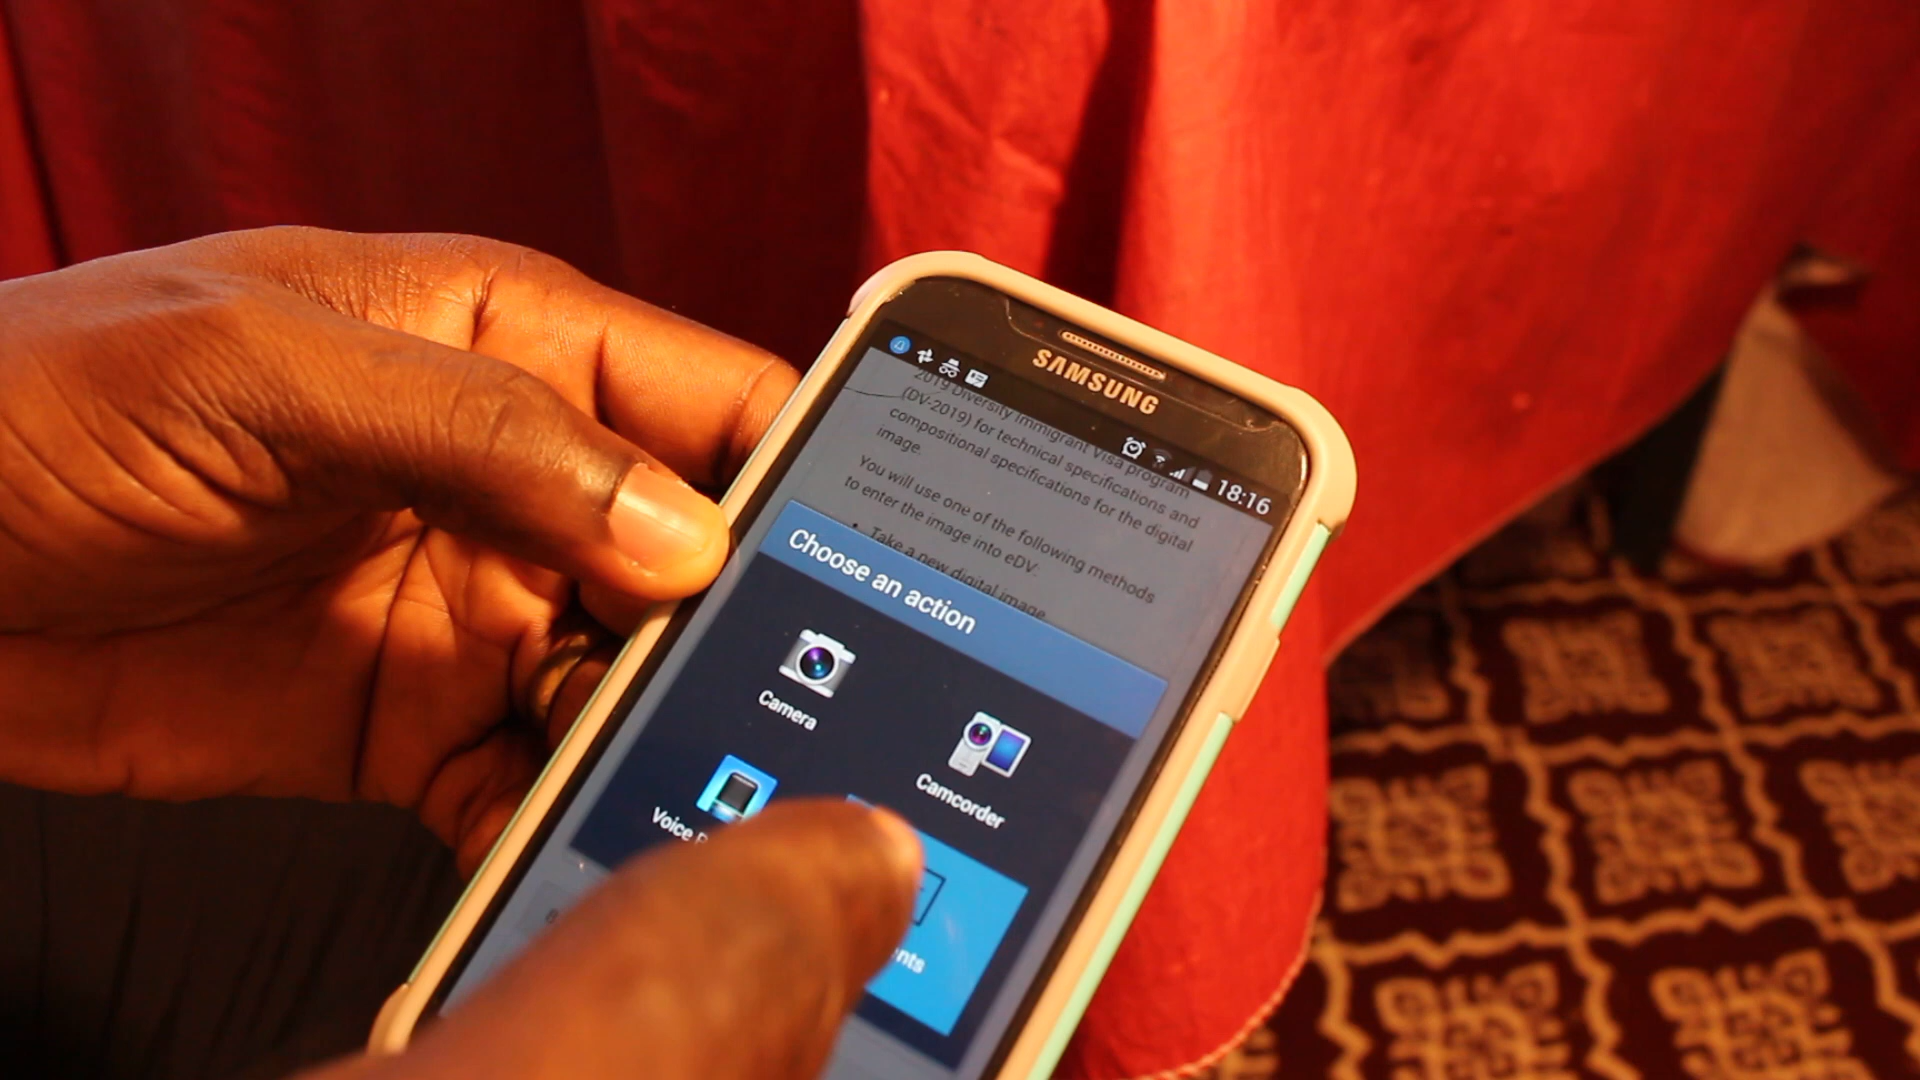 SAMSUNG
18:16
2019 Diversity Immigrant Visa program
(DV-2019) for technical specifications and
compositional specifications for the digital
image.
You will use one of the following methods
to enter the image into eDV:
• Take a new digital image
Choose an action
Camera
Camcorder
Voice